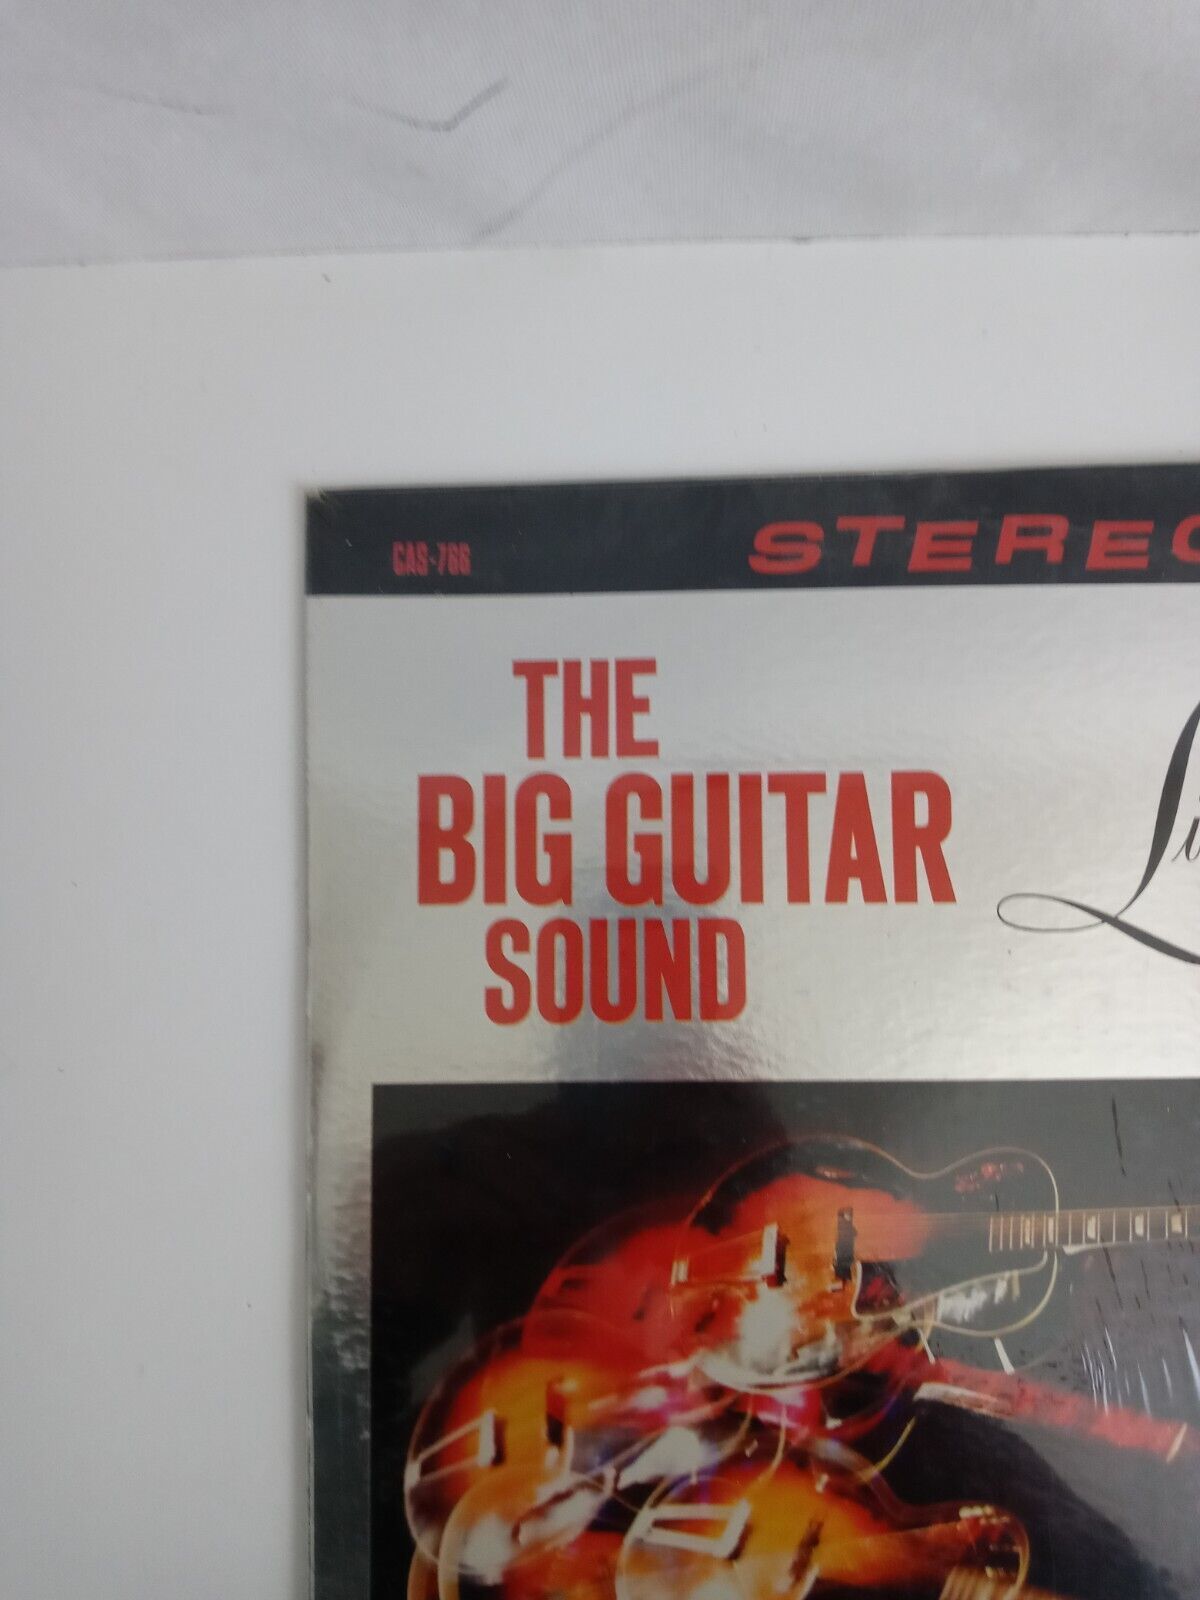 CAS-766
STEREO
THE
BIG GUITAR
SOUND